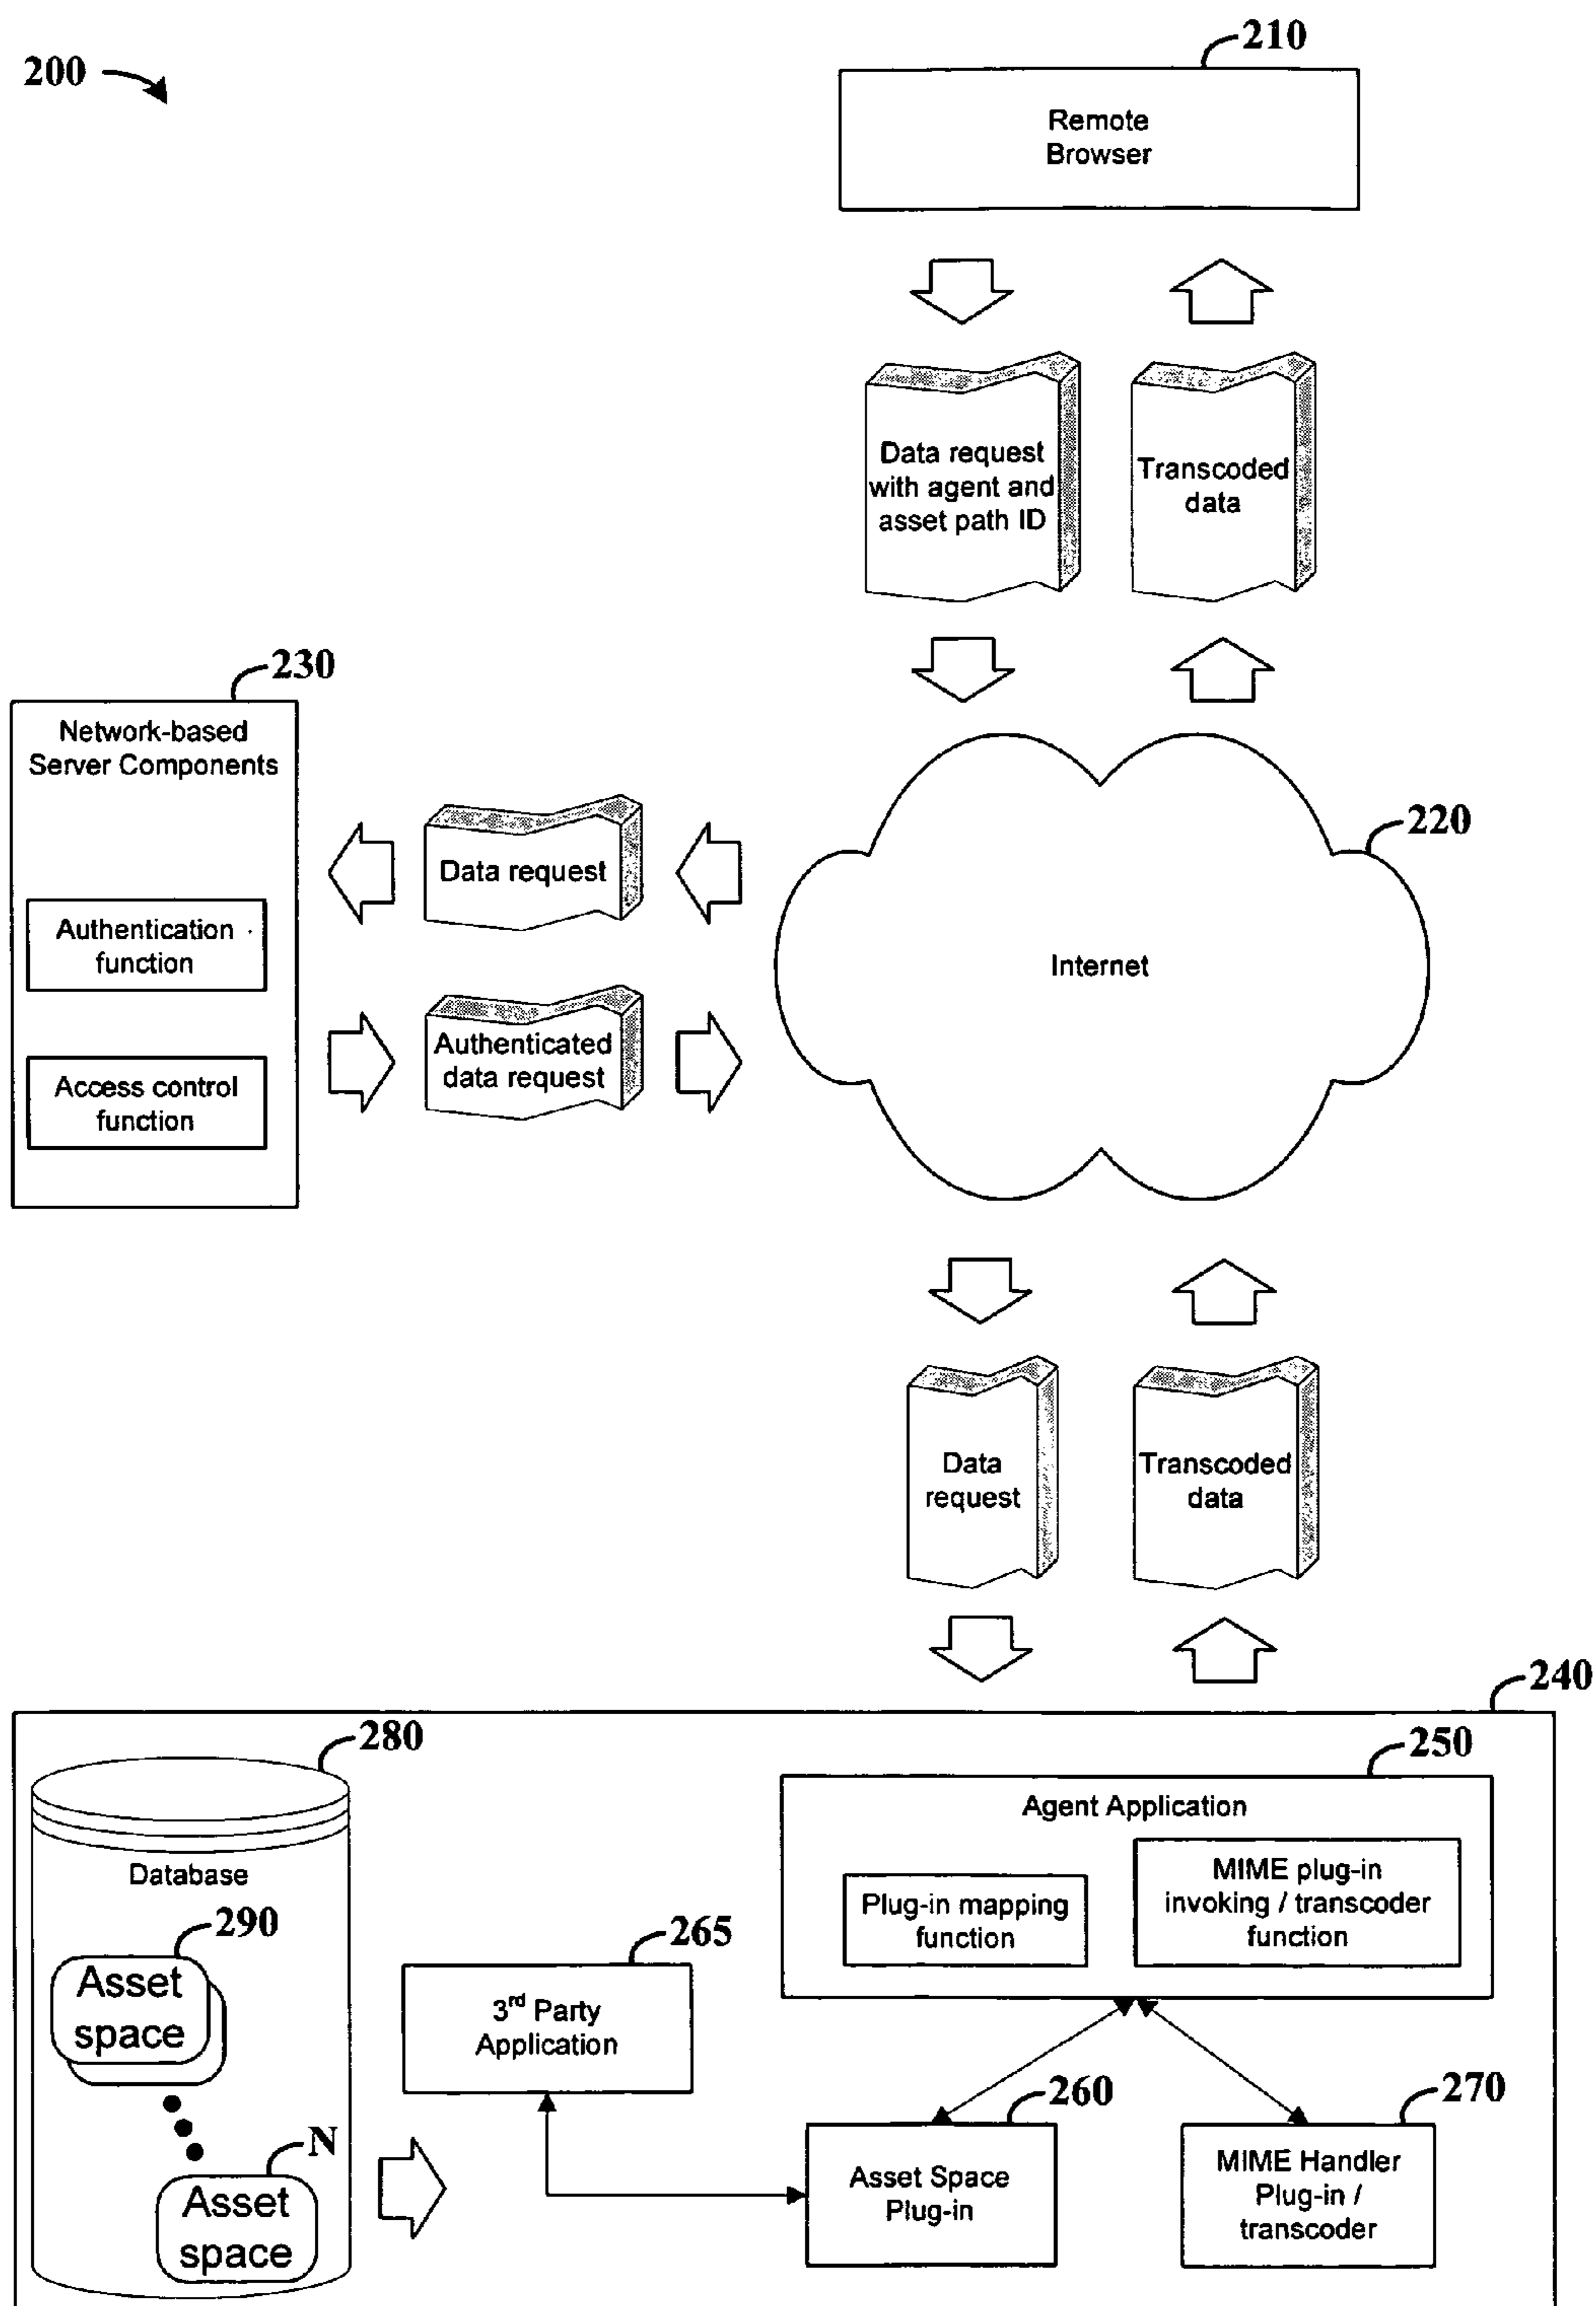 200
210
Remote
Browser
Data request
with agent and
asset path ID
Transcoded
data
230
Network-based
Server Components
Authentication
function
Access control
function
Data request
Authenticated
data request
220
Internet
Data
request
Transcoded
data
240
280
Database
290
Asset
space
N
Asset
space
265
3rd Party
Application
250
Agent Application
Plug-in mapping
function
MIME plug-in
invoking / transcoder
function
260
Asset Space
Plug-in
270
MIME Handler
Plug-in /
transcoder